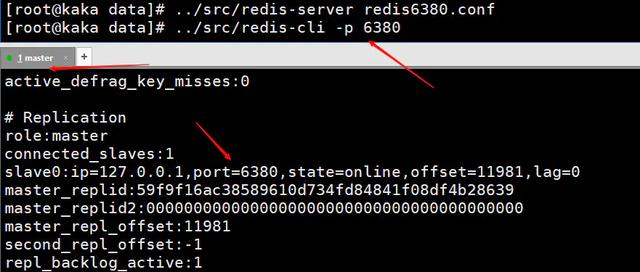 [root@kaka data]# ../src/redis-server redis6380.conf
[root@kaka data]# ../src/redis-cli -p 6380
1 master × +
active_defrag_key_misses:0
# Replication
role:master
connected_slaves:1
slave0:ip=127.0.0.1,port=6380,state=online,offset=11981,lag=0
master_replid:59f9f16ac38589610d734fd84841f08df4b28639
master_replid2:0000000000000000000000000000000000000000
master_repl_offset:11981
second_repl_offset:-1
repl_backlog_active:1